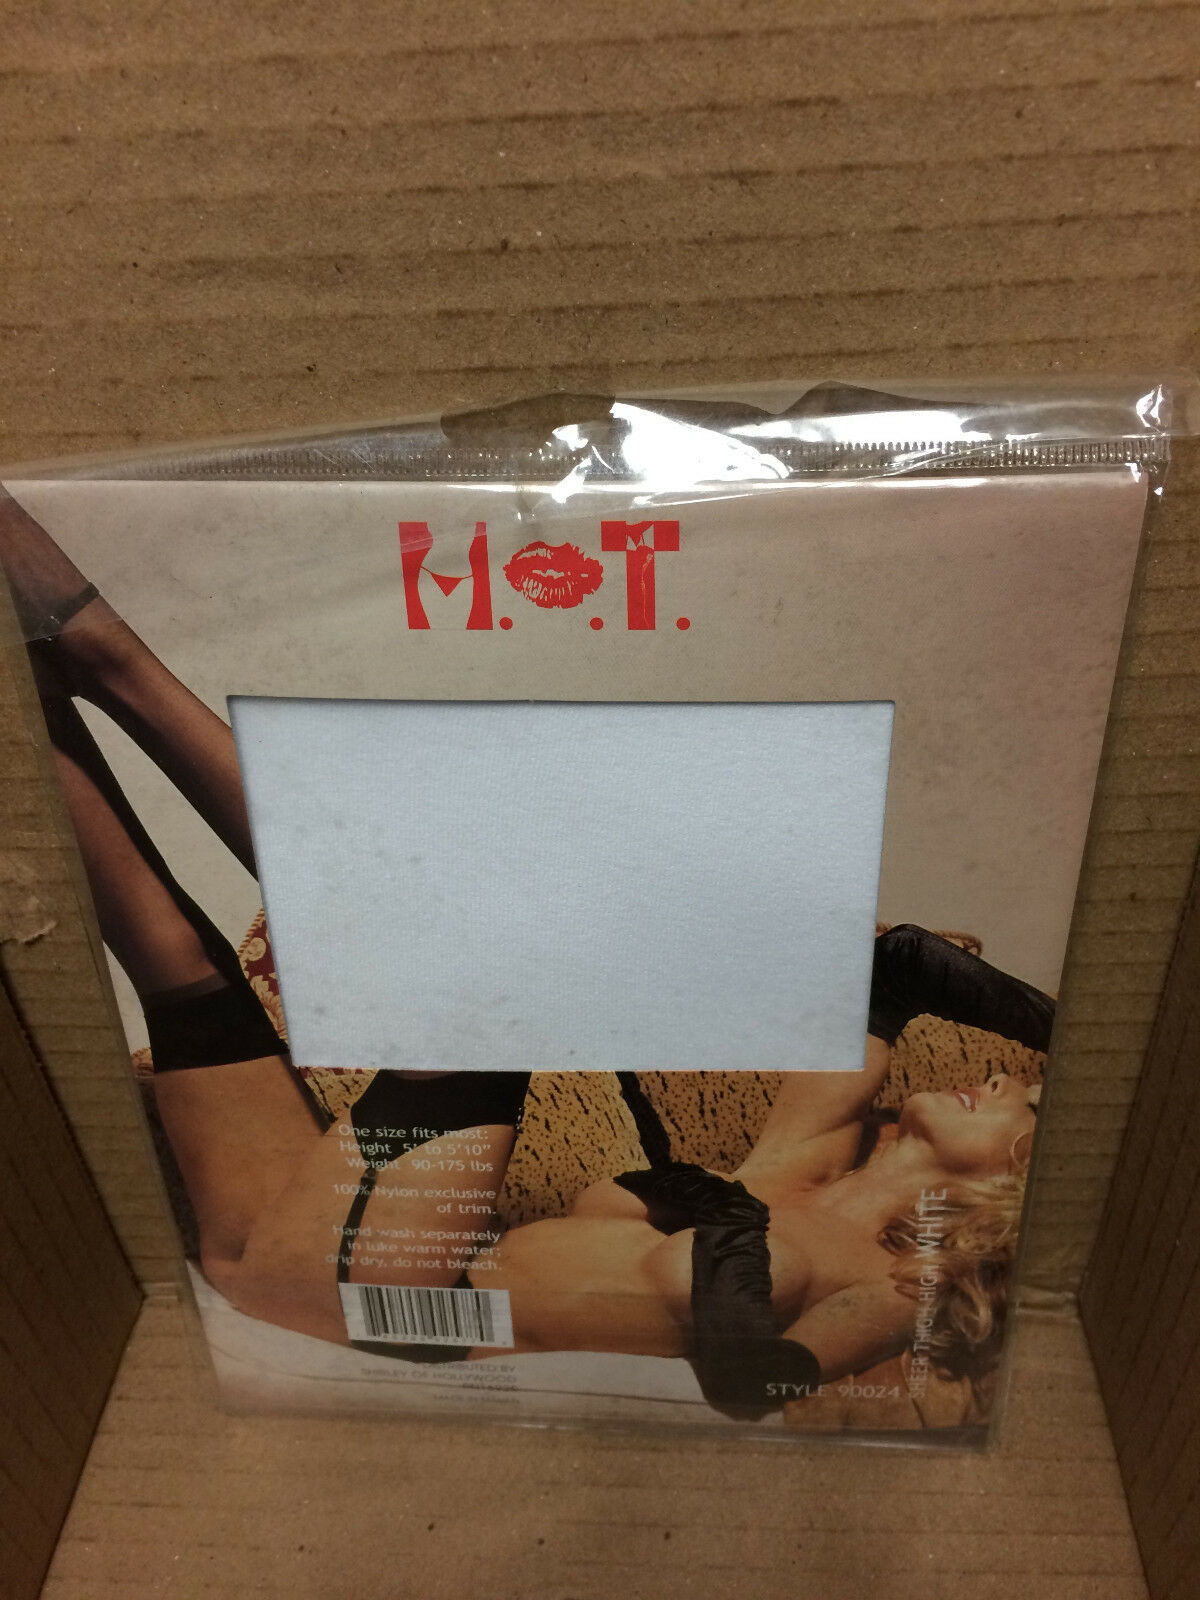 H.O.T.
One size fits most:
Height 5' to 5'10"
Weight 90-175 lbs
100% Nylon exclusive
of trim.
Hand wash separately
in luke warm water;
drip dry, do not bleach.
DISTRIBUTED BY
SHIRLEY OF HOLLYWOOD
STYLE 90024
SHEER THIGH HIGH WHITE